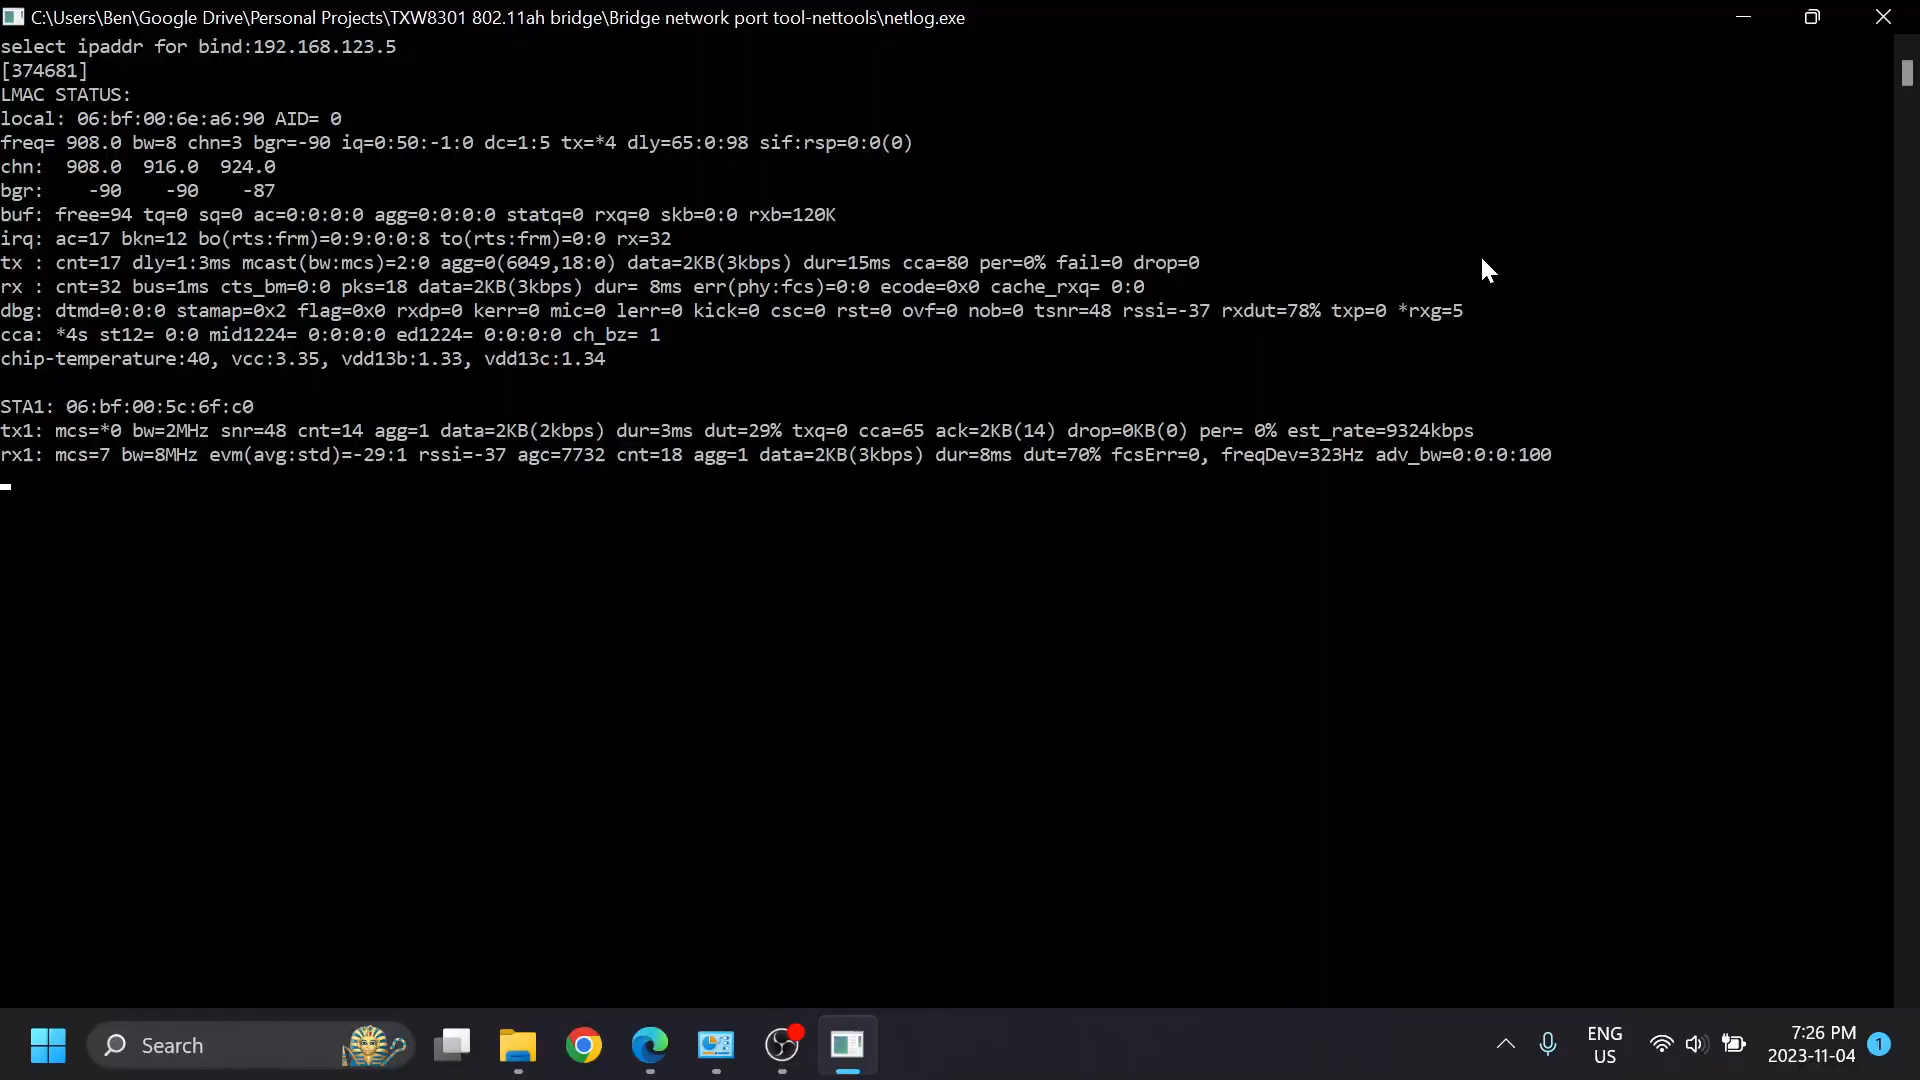 C:\Users\Ben\Google Drive\Personal Projects\TXW8301 802.11ah bridge\Bridge network port tool-nettools\netlog.exe
select ipaddr for bind:192.168.123.5
[374681]
LMAC STATUS:
local: 06:bf:00:6e:a6:90 AID= 0
freq= 908.0 bw=8 chn=3 bgr=-90 iq=0:50:-1:0 dc=1:5 tx=*4 dly=65:0:98 sif:rsp=0:0(0)
chn:  908.0  916.0  924.0
bgr:    -90    -90    -87
buf: free=94 tq=0 sq=0 ac=0:0:0:0 agg=0:0:0:0 statq=0 rxq=0 skb=0:0 rxb=120K
irq: ac=17 bkn=12 bo(rts:frm)=0:9:0:0:8 to(rts:frm)=0:0 rx=32
tx : cnt=17 dly=1:3ms mcast(bw:mcs)=2:0 agg=0(6049,18:0) data=2KB(3kbps) dur=15ms cca=80 per=0% fail=0 drop=0
rx : cnt=32 bus=1ms cts_bm=0:0 pks=18 data=2KB(3kbps) dur= 8ms err(phy:fcs)=0:0 ecode=0x0 cache_rxq= 0:0
dbg: dtmd=0:0:0 stamap=0x2 flag=0x0 rxdp=0 kerr=0 mic=0 lerr=0 kick=0 csc=0 rst=0 ovf=0 nob=0 tsnr=48 rssi=-37 rxdut=78% txp=0 *rxg=5
cca: *4s st12= 0:0 mid1224= 0:0:0:0 ed1224= 0:0:0:0 ch_bz= 1
chip-temperature:40, vcc:3.35, vdd13b:1.33, vdd13c:1.34
STA1: 06:bf:00:5c:6f:c0
tx1: mcs=*0 bw=2MHz snr=48 cnt=14 agg=1 data=2KB(2kbps) dur=3ms dut=29% txq=0 cca=65 ack=2KB(14) drop=0KB(0) per= 0% est_rate=9324kbps
rx1: mcs=7 bw=8MHz evm(avg:std)=-29:1 rssi=-37 agc=7732 cnt=18 agg=1 data=2KB(3kbps) dur=8ms dut=70% fcsErr=0, freqDev=323Hz adv_bw=0:0:0:100
Search
ENG
US
7:26 PM
2023-11-04
1